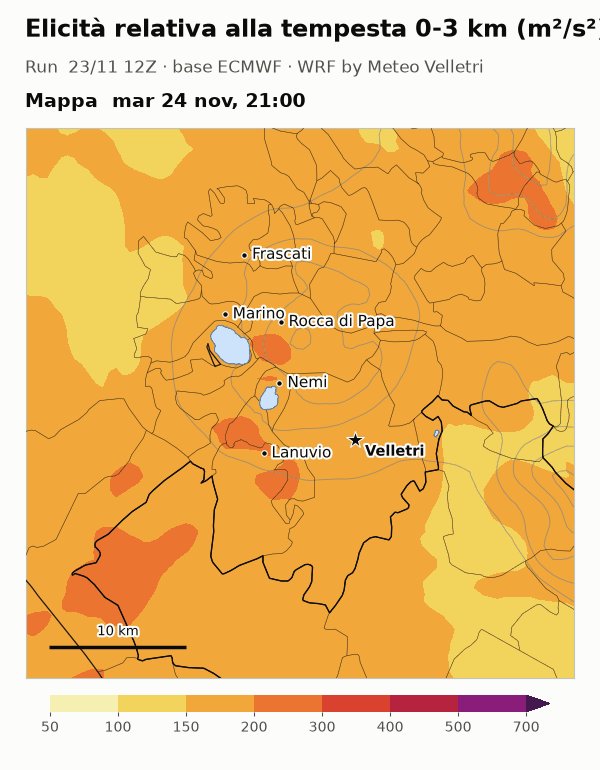 Elicità relativa alla tempesta 0-3 km (m²/s²)
Run 23/11 12Z · base ECMWF · WRF by Meteo Velletri
Mappa mar 24 nov, 21:00
Frascati
Marino
Rocca di Papa
Nemi
Velletri
Lanuvio
10 km
50 100 150 200 300 400 500 700